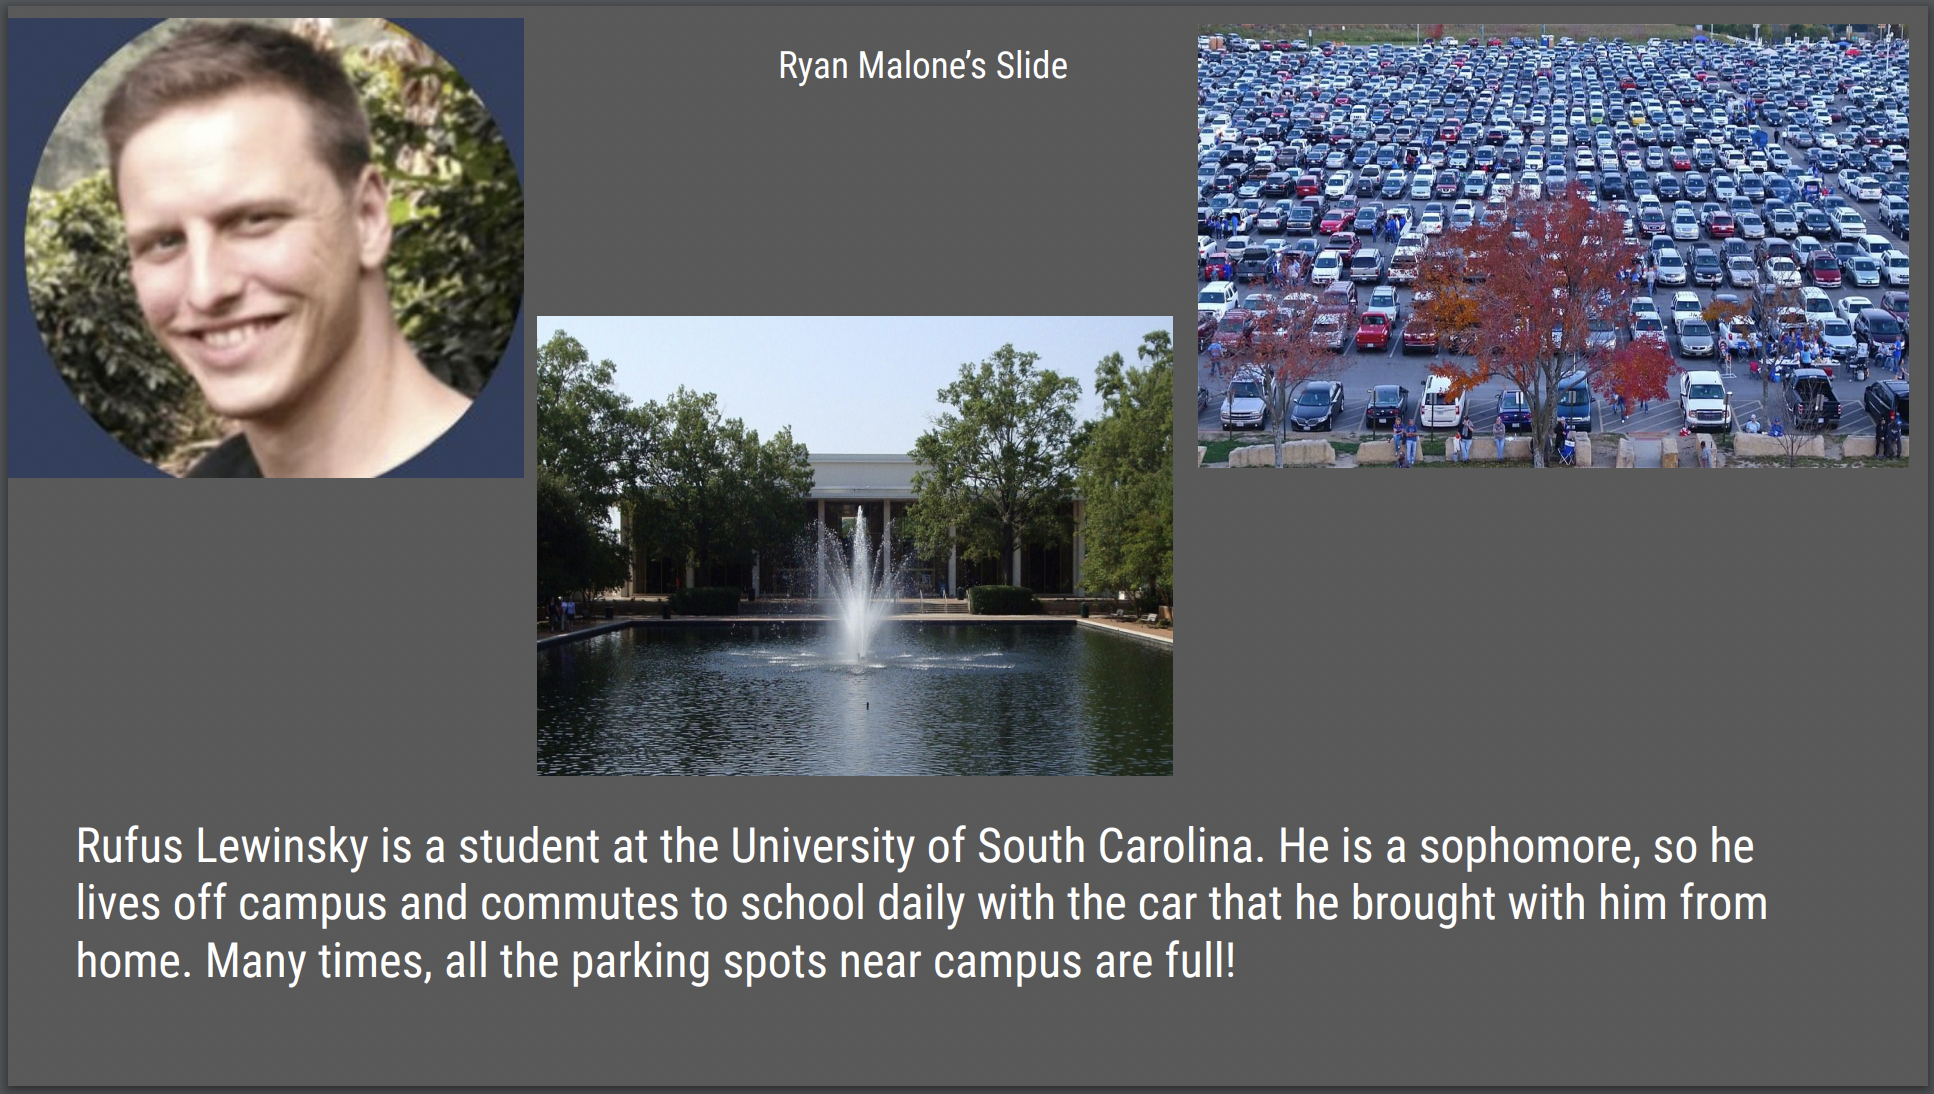 Ryan Malone’s Slide
Rufus Lewinsky is a student at the University of South Carolina. He is a sophomore, so he
lives off campus and commutes to school daily with the car that he brought with him from
home. Many times, all the parking spots near campus are full!